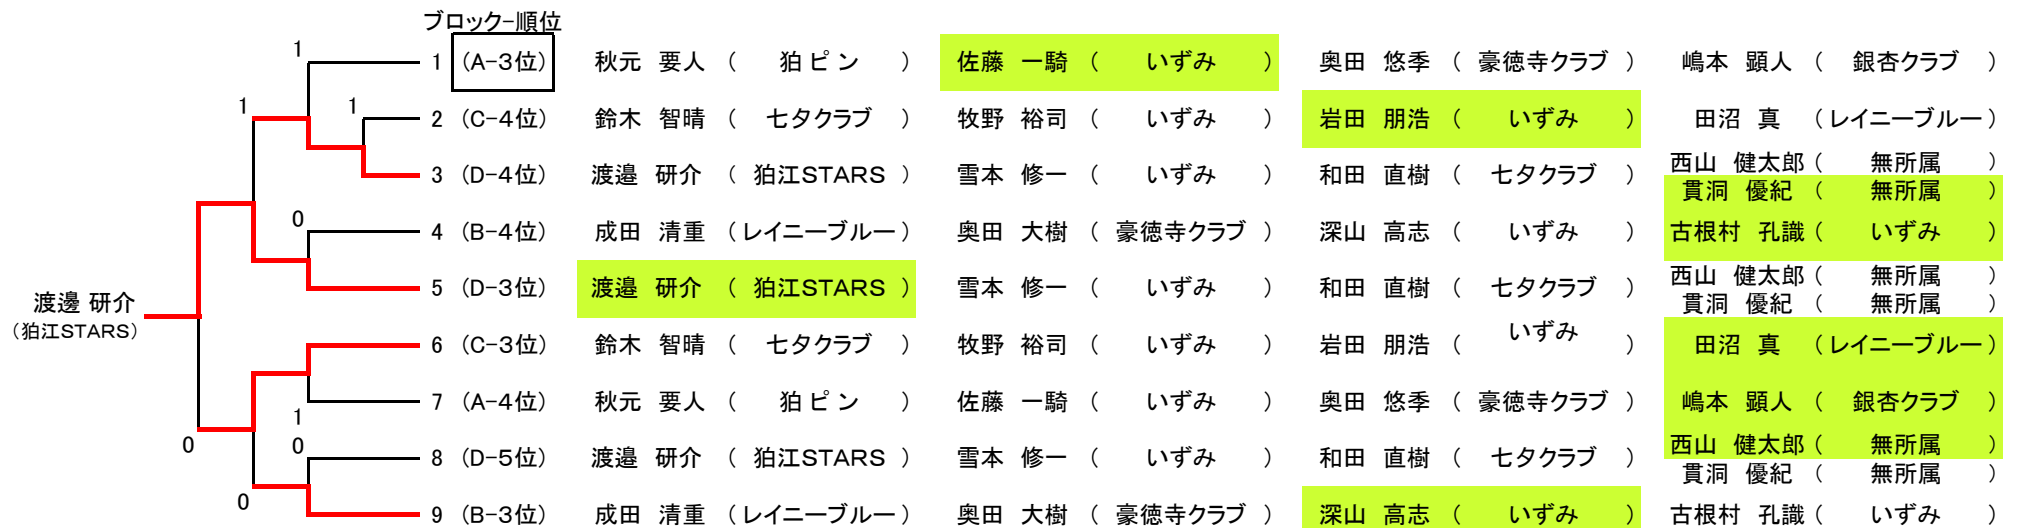 ブロック-順位
1 1 (A-3位) 秋元 要人 ( 狛ピン ) 佐藤 一騎 ( いずみ ) 奥田 悠季 ( 豪徳寺クラブ ) 嶋本 顕人 ( 銀杏クラブ )
1 1 2 (C-4位) 鈴木 智晴 ( 七夕クラブ ) 牧野 裕司 ( いずみ ) 岩田 朋浩 ( いずみ ) 田沼 真 (レイニーブルー)
3 (D-4位) 渡邉 研介 ( 狛江STARS ) 雪本 修一 ( いずみ ) 和田 直樹 ( 七夕クラブ ) 西山 健太郎 ( 無所属 )
貫洞 優紀 ( 無所属 )
0 4 (B-4位) 成田 清重 (レイニーブルー) 奥田 大樹 ( 豪徳寺クラブ ) 深山 高志 ( いずみ ) 古根村 孔識 ( いずみ )
5 (D-3位) 渡邉 研介 ( 狛江STARS ) 雪本 修一 ( いずみ ) 和田 直樹 ( 七夕クラブ ) 西山 健太郎 ( 無所属 )
貫洞 優紀 ( 無所属 )
渡邉 研介
(狛江STARS)
6 (C-3位) 鈴木 智晴 ( 七夕クラブ ) 牧野 裕司 ( いずみ ) 岩田 朋浩 ( いずみ ) 田沼 真 (レイニーブルー)
1 7 (A-4位) 秋元 要人 ( 狛ピン ) 佐藤 一騎 ( いずみ ) 奥田 悠季 ( 豪徳寺クラブ ) 嶋本 顕人 ( 銀杏クラブ )
0 0 8 (D-5位) 渡邉 研介 ( 狛江STARS ) 雪本 修一 ( いずみ ) 和田 直樹 ( 七夕クラブ ) 西山 健太郎 ( 無所属 )
貫洞 優紀 ( 無所属 )
0 9 (B-3位) 成田 清重 (レイニーブルー) 奥田 大樹 ( 豪徳寺クラブ ) 深山 高志 ( いずみ ) 古根村 孔識 ( いずみ )